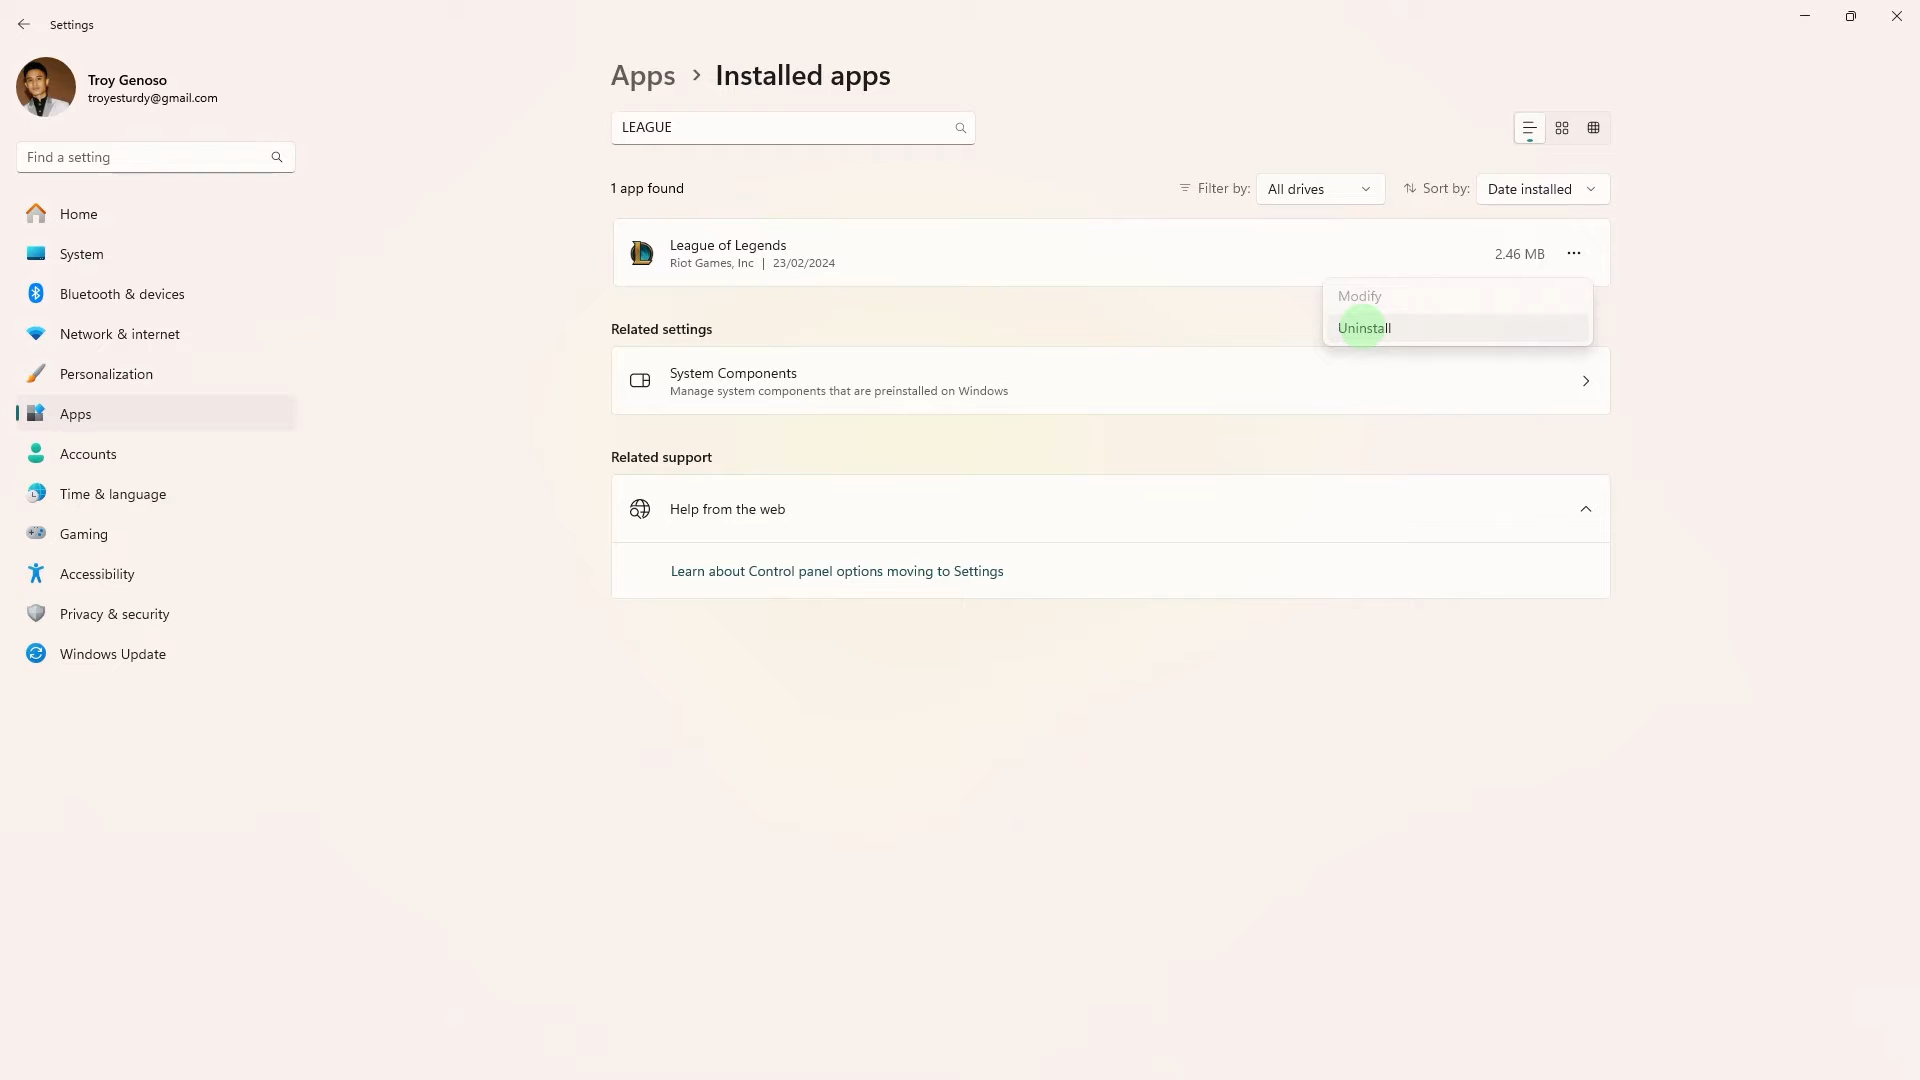 Settings
Troy Genoso
troyesturdy@gmail.com
Find a setting
Home
System
Bluetooth & devices
Network & internet
Personalization
Apps
Accounts
Time & language
Gaming
Accessibility
Privacy & security
Windows Update
Apps > Installed apps
LEAGUE
1 app found
Filter by: All drives
Sort by: Date installed
League of Legends
Riot Games, Inc | 23/02/2024
2.46 MB
Modify
Uninstall
Related settings
System Components
Manage system components that are preinstalled on Windows
Related support
Help from the web
Learn about Control panel options moving to Settings